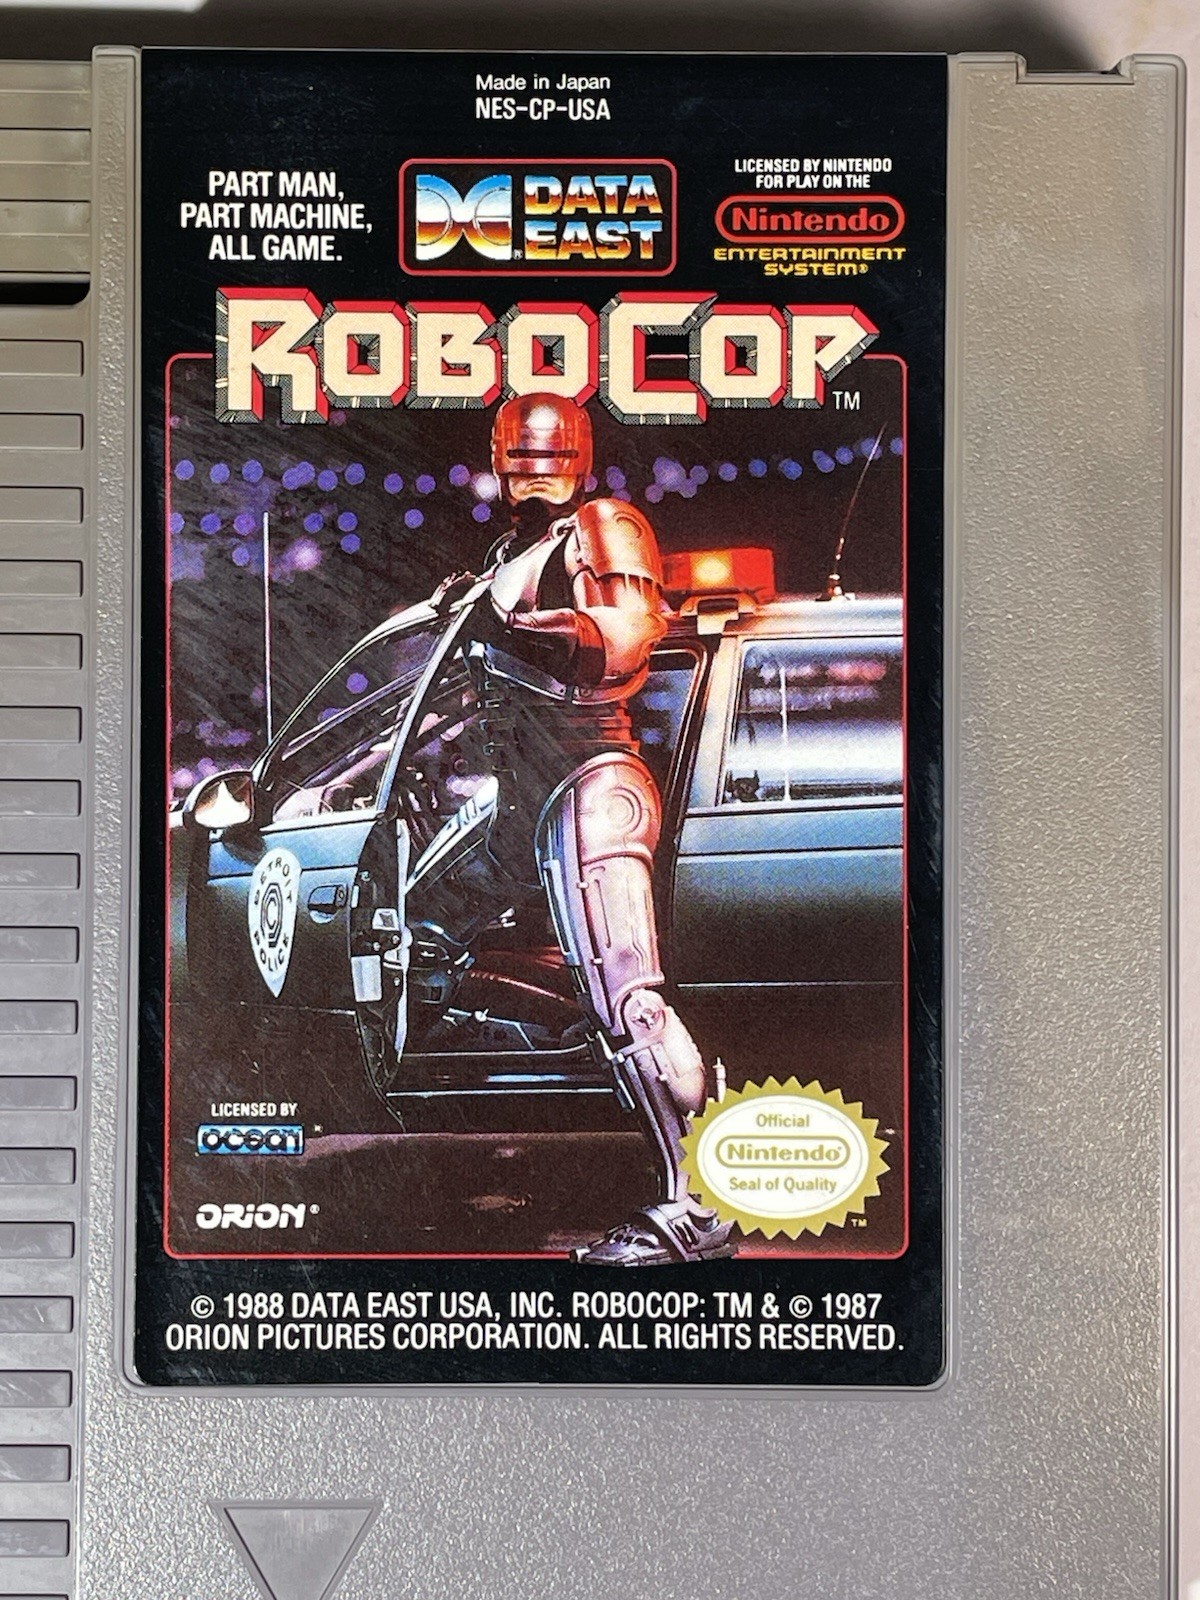 Made in Japan
NES-CP-USA
PART MAN,
PART MACHINE,
ALL GAME.
DATA
EAST
®
LICENSED BY NINTENDO
FOR PLAY ON THE
Nintendo
ENTERTAINMENT
SYSTEM®
ROBOCOP
TM
DETROIT
POLICE
LICENSED BY
ocean
ORION®
Official
Nintendo®
Seal of Quality
TM
© 1988 DATA EAST USA, INC. ROBOCOP: TM & © 1987
ORION PICTURES CORPORATION. ALL RIGHTS RESERVED.